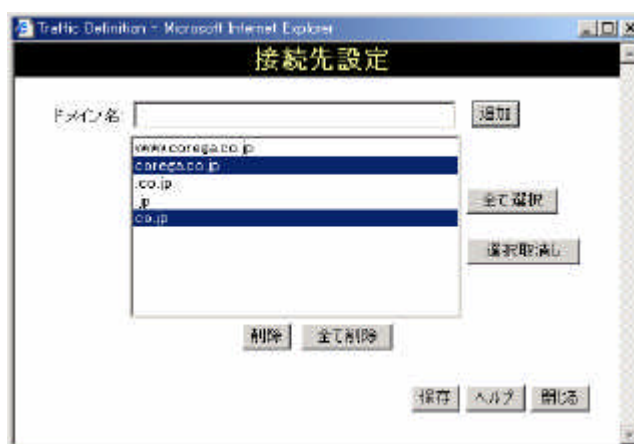 Traffic Definition - Microsoft Internet Explorer
接続先設定
ドメイン名
追加
www.corega.co.jp
corega.co.jp
.co.jp
.jp
co.jp
全て選択
選択取消し
削除
全て削除
保存
ヘルプ
閉じる